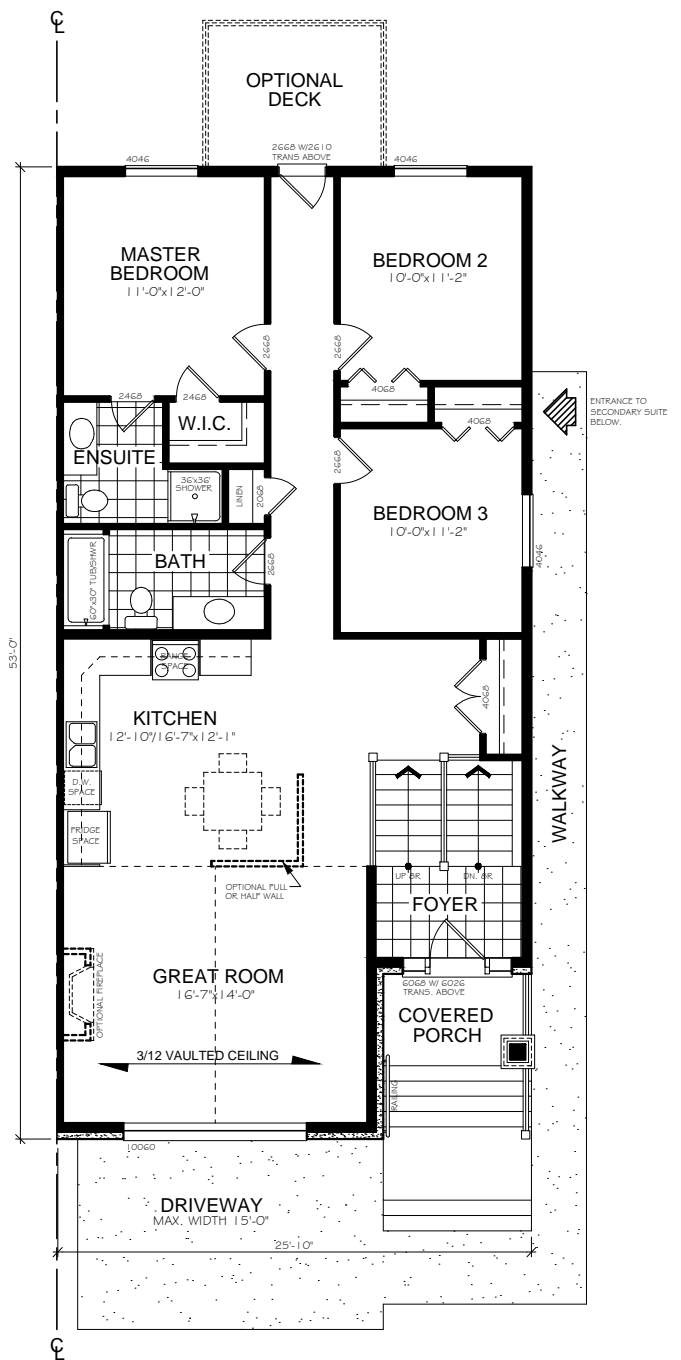 ℄
OPTIONAL
DECK
2668 W/2610
TRANS ABOVE
4046
4046
MASTER
BEDROOM
11'-0"x12'-0"
BEDROOM 2
10'-0"x11'-2"
2668
2668
2468
2468
4068
W.I.C.
4068
ENTRANCE TO
SECONDARY SUITE
BELOW.
ENSUITE
36"x36"
SHOWER
LINEN
2068
2668
BEDROOM 3
10'-0"x11'-2"
4046
BATH
60"x30" TUB/SHWR
2668
53'-0"
RANGE
SPACE
4068
KITCHEN
12'-10"/16'-7"x12'-1"
D.W.
SPACE
FRIDGE
SPACE
WALKWAY
OPTIONAL FULL
OR HALF WALL
UP 8R
DN. 8R
FOYER
GREAT ROOM
16'-7"x14'-0"
OPTIONAL FIREPLACE
6068 W/ 6026
TRANS. ABOVE
COVERED
PORCH
3/12 VAULTED CEILING
RAILING
10060
DRIVEWAY
MAX. WIDTH 15'-0"
25'-10"
℄